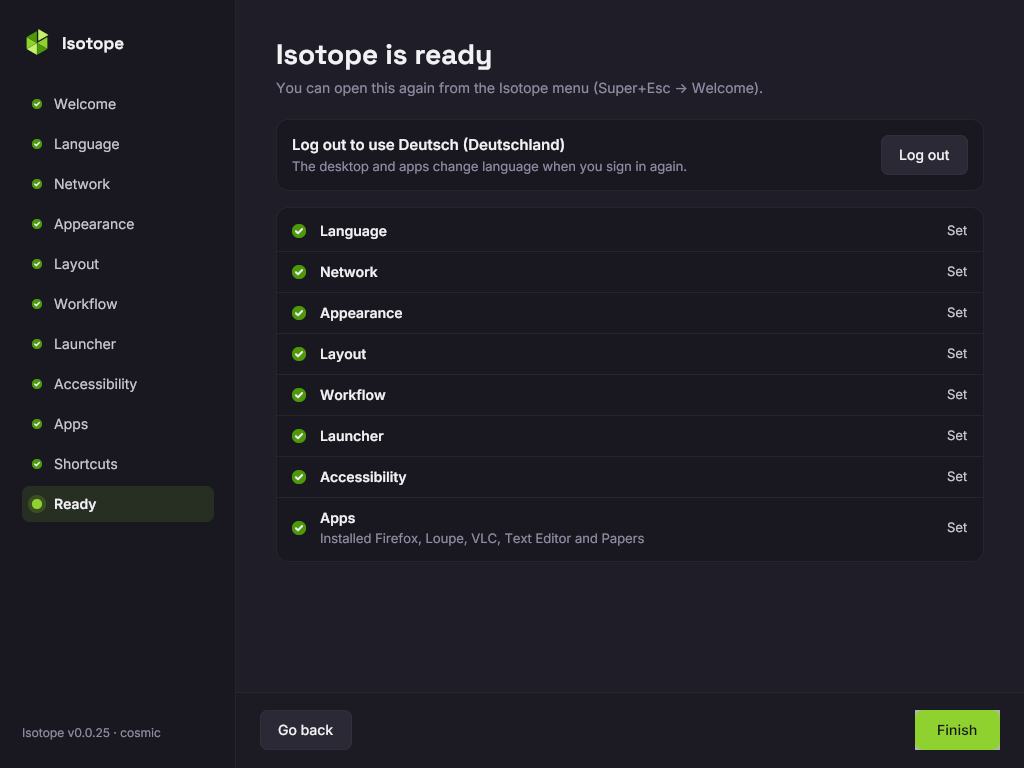 Isotope
Welcome
Language
Network
Appearance
Layout
Workflow
Launcher
Accessibility
Apps
Shortcuts
Ready
Isotope v0.0.25 · cosmic
Isotope is ready
You can open this again from the Isotope menu (Super+Esc → Welcome).
Log out to use Deutsch (Deutschland)
The desktop and apps change language when you sign in again.
Log out
Language Set
Network Set
Appearance Set
Layout Set
Workflow Set
Launcher Set
Accessibility Set
Apps
Installed Firefox, Loupe, VLC, Text Editor and Papers
Set
Go back
Finish